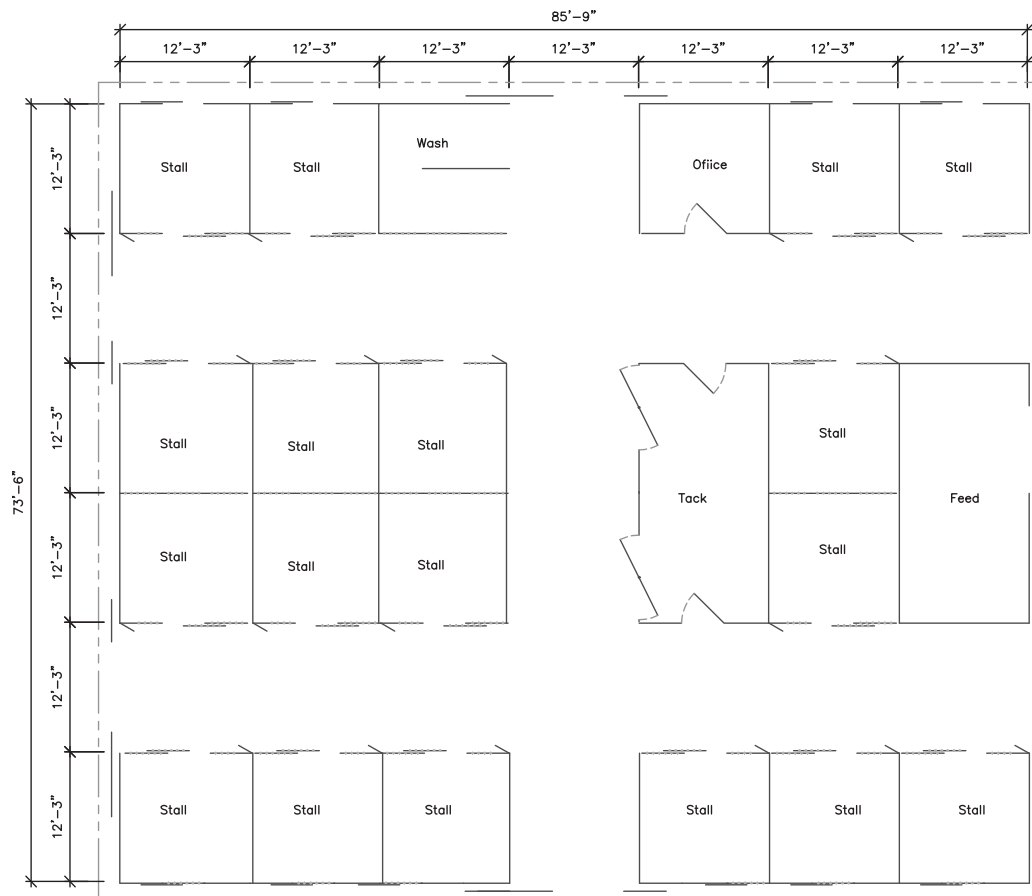 85'-9"
12'-3" 12'-3" 12'-3" 12'-3" 12'-3" 12'-3" 12'-3"
Wash
12'-3" Stall Stall Ofiice Stall Stall
12'-3"
12'-3" Stall Stall Stall Stall
73'-6" Tack Feed
12'-3" Stall Stall Stall Stall
12'-3"
12'-3" Stall Stall Stall Stall Stall Stall